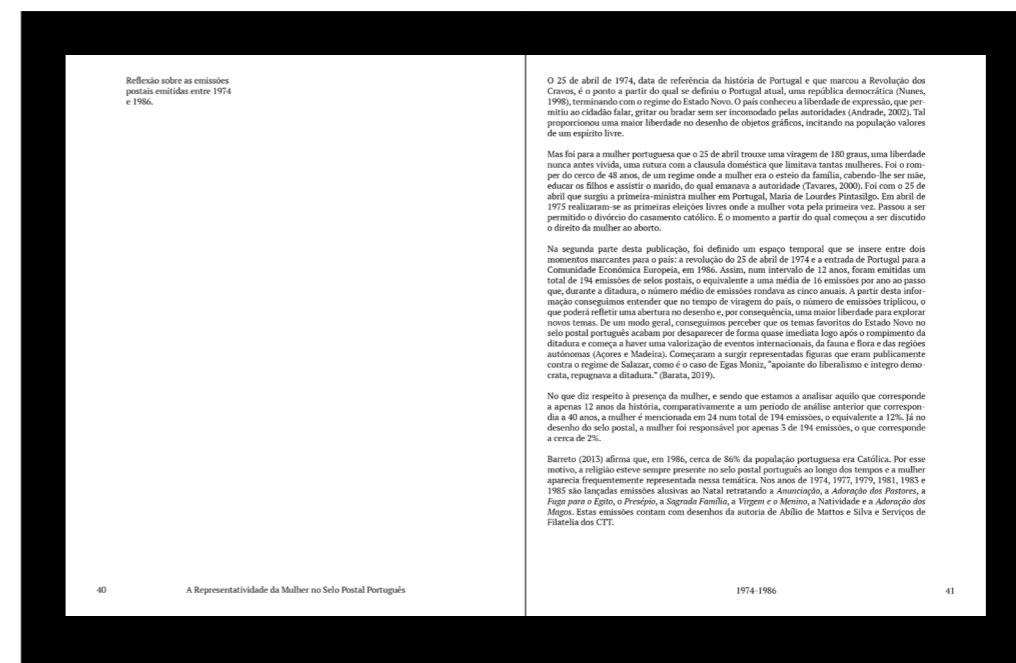 Reflexão sobre as emissões
postais emitidas entre 1974
e 1986.
40
A Representatividade da Mulher no Selo Postal Português
O 25 de abril de 1974, data de referência da história de Portugal e que marcou a Revolução dos
Cravos, é o ponto a partir do qual se definiu o Portugal atual, uma república democrática (Nunes,
1998), terminando com o regime do Estado Novo. O país conheceu a liberdade de expressão, que per-
mitiu ao cidadão falar, gritar ou bradar sem ser incomodado pelas autoridades (Andrade, 2002). Tal
proporcionou uma maior liberdade no desenho de objetos gráficos, incitando na população valores
de um espírito livre.
Mas foi para a mulher portuguesa que o 25 de abril trouxe uma viragem de 180 graus, uma liberdade
nunca antes vivida, uma rutura com a clausula doméstica que limitava tantas mulheres. Foi o rom-
per do cerco de 48 anos, de um regime onde a mulher era o esteio da família, cabendo-lhe ser mãe,
educar os filhos e assistir o marido, do qual emanava a autoridade (Tavares, 2000). Foi com o 25 de
abril que surgiu a primeira-ministra mulher em Portugal, Maria de Lourdes Pintasilgo. Em abril de
1975 realizaram-se as primeiras eleições livres onde a mulher vota pela primeira vez. Passou a ser
permitido o divórcio do casamento católico. É o momento a partir do qual começou a ser discutido
o direito da mulher ao aborto.
Na segunda parte desta publicação, foi definido um espaço temporal que se insere entre dois
momentos marcantes para o país: a revolução do 25 de abril de 1974 e a entrada de Portugal para a
Comunidade Económica Europeia, em 1986. Assim, num intervalo de 12 anos, foram emitidas um
total de 194 emissões de selos postais, o equivalente a uma média de 16 emissões por ano ao passo
que, durante a ditadura, o número médio de emissões rondava as cinco anuais. A partir desta infor-
mação conseguimos entender que no tempo de viragem do país, o número de emissões triplicou, o
que poderá refletir uma abertura no desenho e, por consequência, uma maior liberdade para explorar
novos temas. De um modo geral, conseguimos perceber que os temas favoritos do Estado Novo no
selo postal português acabam por desaparecer de forma quase imediata logo após o rompimento da
ditadura e começa a haver uma valorização de eventos internacionais, da fauna e flora e das regiões
autónomas (Açores e Madeira). Começaram a surgir representadas figuras que eram publicamente
contra o regime de Salazar, como é o caso de Egas Moniz, “apoiante do liberalismo e integro demo-
crata, repugnava a ditadura.” (Barata, 2019).
No que diz respeito à presença da mulher, e sendo que estamos a analisar aquilo que corresponde
a apenas 12 anos da história, comparativamente a um período de análise anterior que correspon-
dia a 40 anos, a mulher é mencionada em 24 num total de 194 emissões, o equivalente a 12%. Já no
desenho do selo postal, a mulher foi responsável por apenas 3 de 194 emissões, o que corresponde
a cerca de 2%.
Barreto (2013) afirma que, em 1986, cerca de 86% da população portuguesa era Católica. Por esse
motivo, a religião esteve sempre presente no selo postal português ao longo dos tempos e a mulher
aparecia frequentemente representada nessa temática. Nos anos de 1974, 1977, 1979, 1981, 1983 e
1985 são lançadas emissões alusivas ao Natal retratando a Anunciação, a Adoração dos Pastores, a
Fuga para o Egito, o Presépio, a Sagrada Família, a Virgem e o Menino, a Natividade e a Adoração dos
Magos. Estas emissões contam com desenhos da autoria de Abílio de Mattos e Silva e Serviços de
Filatelia dos CTT.
1974-1986
41